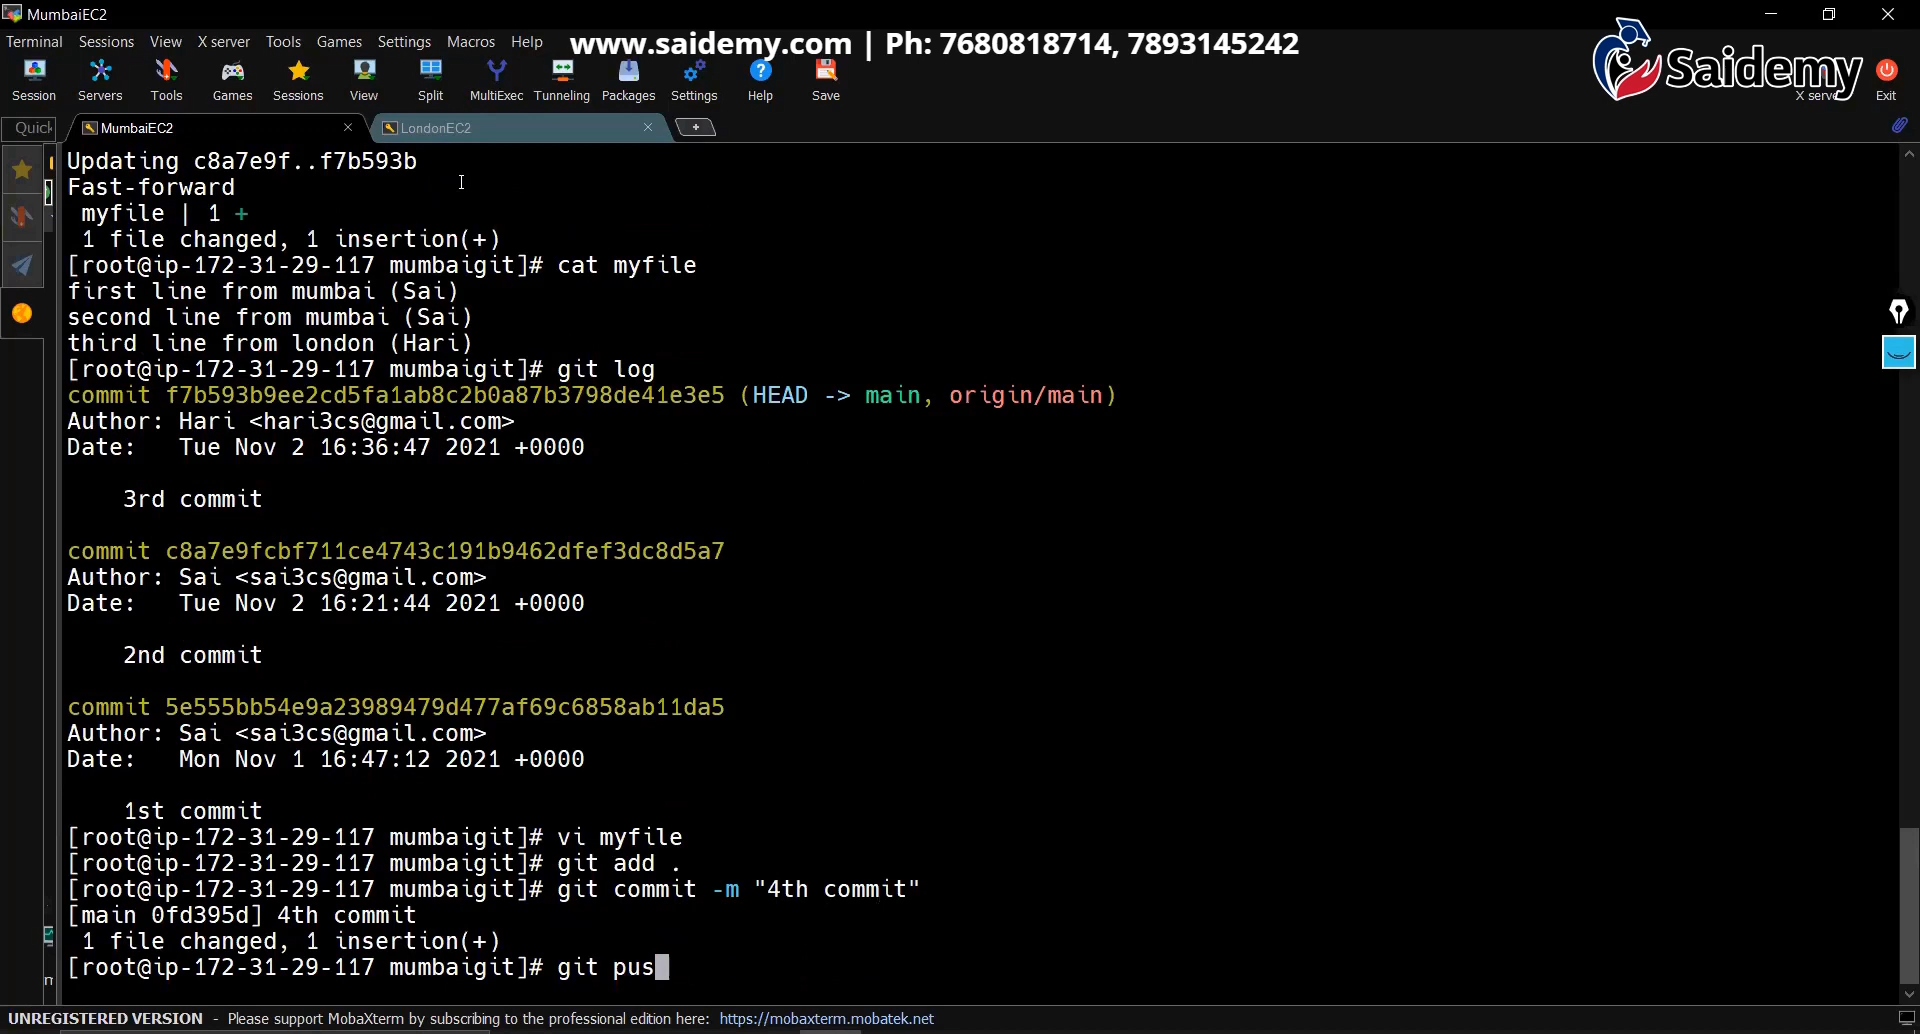 MumbaiEC2
Terminal Sessions View X server Tools Games Settings Macros Help
www.saidemy.com | Ph: 7680818714, 7893145242
Saidemy
Session Servers Tools Games Sessions View Split MultiExec Tunneling Packages Settings Help Save X serve Exit
Quick MumbaiEC2 LondonEC2
Updating c8a7e9f..f7b593b
Fast-forward
myfile | 1 +
1 file changed, 1 insertion(+)
[root@ip-172-31-29-117 mumbaigit]# cat myfile
first line from mumbai (Sai)
second line from mumbai (Sai)
third line from london (Hari)
[root@ip-172-31-29-117 mumbaigit]# git log
commit f7b593b9ee2cd5fa1ab8c2b0a87b3798de41e3e5 (HEAD -> main, origin/main)
Author: Hari <hari3cs@gmail.com>
Date:   Tue Nov 2 16:36:47 2021 +0000
3rd commit
commit c8a7e9fcbf711ce4743c191b9462dfef3dc8d5a7
Author: Sai <sai3cs@gmail.com>
Date:   Tue Nov 2 16:21:44 2021 +0000
2nd commit
commit 5e555bb54e9a23989479d477af69c6858ab11da5
Author: Sai <sai3cs@gmail.com>
Date:   Mon Nov 1 16:47:12 2021 +0000
1st commit
[root@ip-172-31-29-117 mumbaigit]# vi myfile
[root@ip-172-31-29-117 mumbaigit]# git add .
[root@ip-172-31-29-117 mumbaigit]# git commit -m "4th commit"
[main 0fd395d] 4th commit
1 file changed, 1 insertion(+)
[root@ip-172-31-29-117 mumbaigit]# git pus
UNREGISTERED VERSION - Please support MobaXterm by subscribing to the professional edition here: https://mobaxterm.mobatek.net